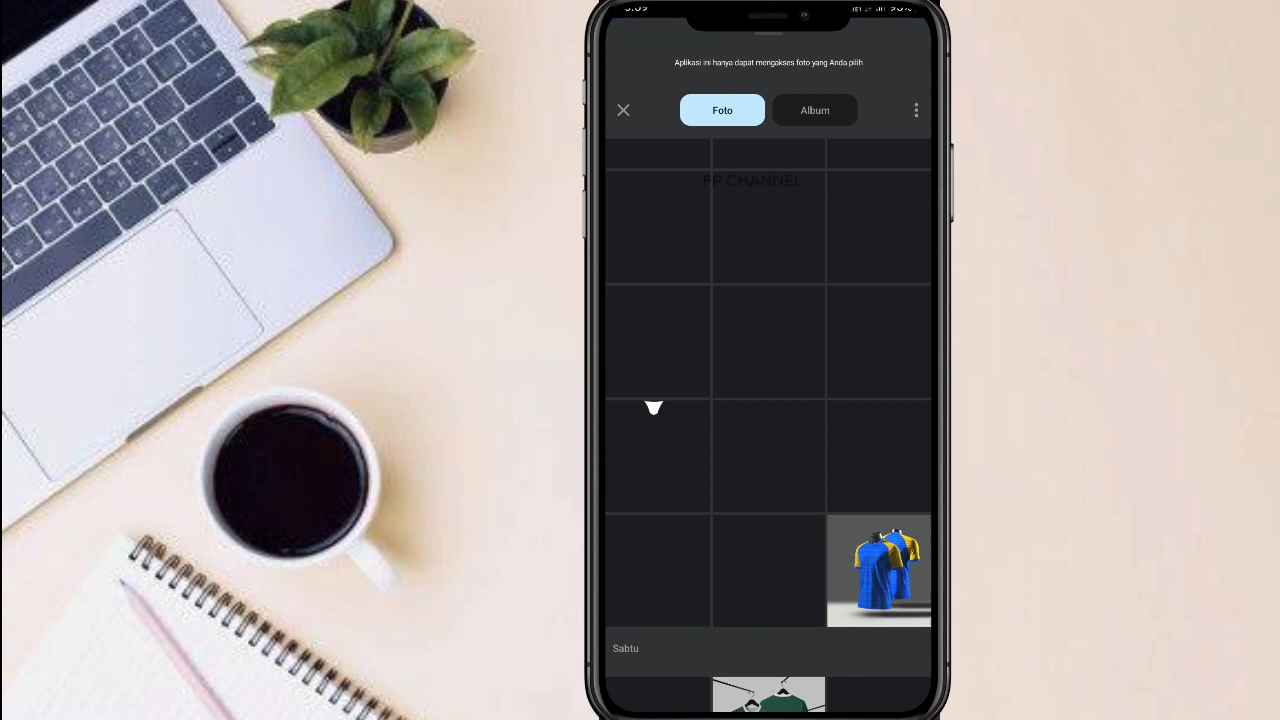 Aplikasi ini hanya dapat mengakses foto yang Anda pilih
Foto
Album
FP CHANNEL
Sabtu